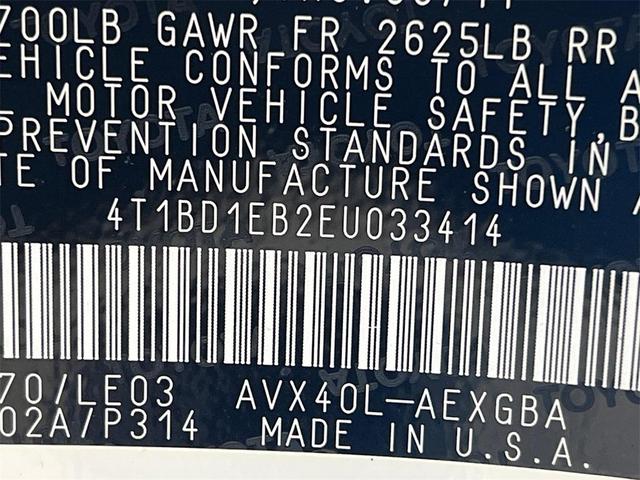 700LB GAWR FR 2625LB RR
EHICLE CONFORMS TO ALL A
L MOTOR VEHICLE SAFETY, B
PREVENTION STANDARDS IN
TE OF MANUFACTURE SHOWN A
4T1BD1EB2EU033414
70/LE03 AVX40L-AEXGBA
02A/P314 MADE IN U.S.A.